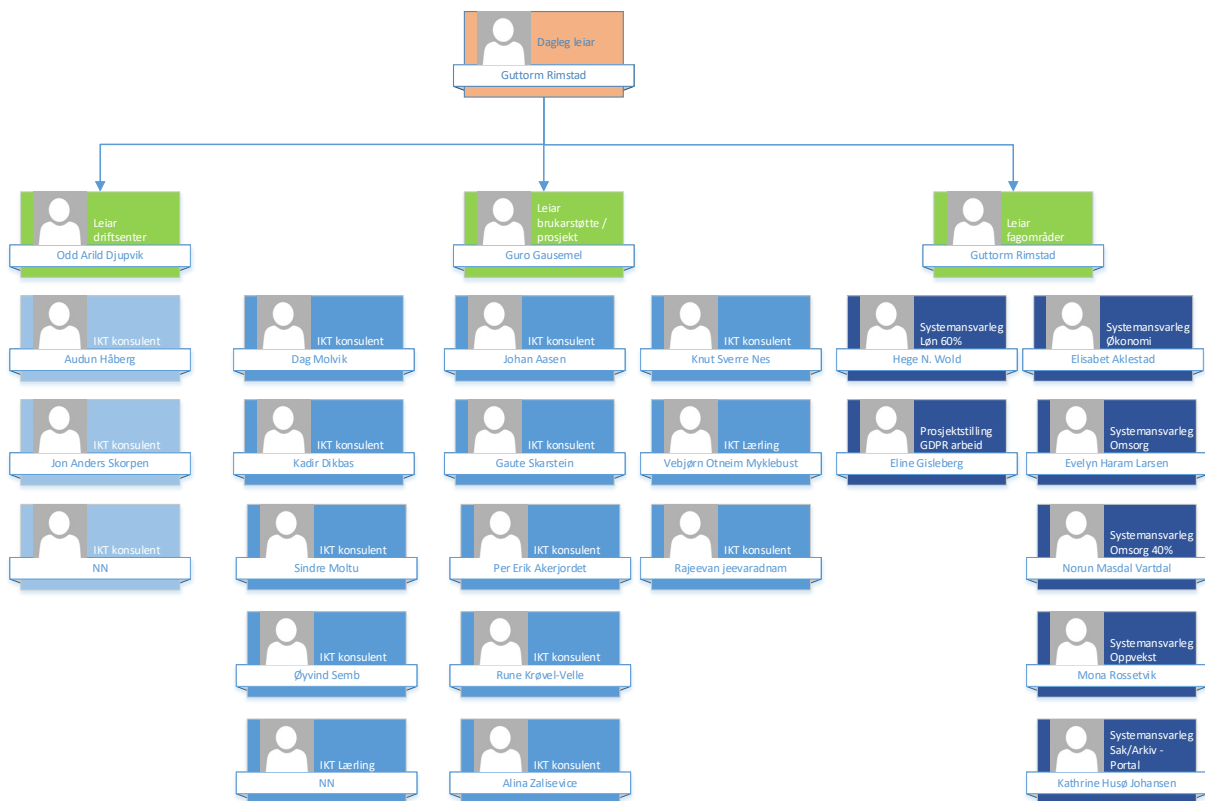 Dagleg leiar
Guttorm Rimstad
Leiar
driftsenter
Odd Arild Djupvik
Leiar
brukarstøtte /
prosjekt
Guro Gausemel
Leiar
fagområder
Guttorm Rimstad
IKT konsulent
Audun Håberg
IKT konsulent
Dag Molvik
IKT konsulent
Johan Aasen
IKT konsulent
Knut Sverre Nes
Systemansvarleg
Løn 60%
Hege N. Wold
Systemansvarleg
Økonomi
Elisabet Aklestad
IKT konsulent
Jon Anders Skorpen
IKT konsulent
Kadir Dikbas
IKT konsulent
Gaute Skarstein
IKT Lærling
Vebjørn Otneim Myklebust
Prosjektstilling
GDPR arbeid
Eline Gisleberg
Systemansvarleg
Omsorg
Evelyn Haram Larsen
IKT konsulent
NN
IKT konsulent
Sindre Moltu
IKT konsulent
Per Erik Akerjordet
IKT konsulent
Rajeevan jeevaradnam
Systemansvarleg
Omsorg 40%
Norun Masdal Vartdal
IKT konsulent
Øyvind Semb
IKT konsulent
Rune Krøvel-Velle
Systemansvarleg
Oppvekst
Mona Rossetvik
IKT Lærling
NN
IKT konsulent
Alina Zalisevice
Systemansvarleg
Sak/Arkiv -
Portal
Kathrine Husø Johansen